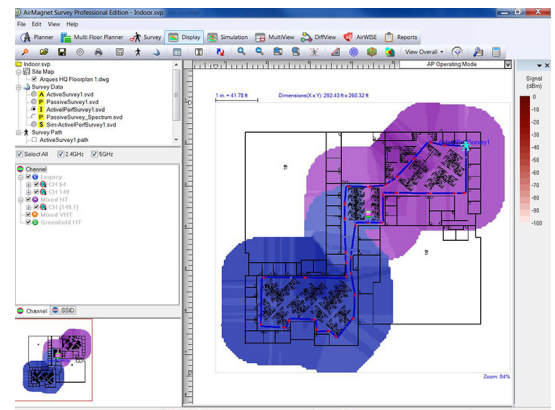 AirMagnet Survey Professional Edition - Indoor.svp
File Edit View Help
Planner Multi Floor Planner Survey Display Simulation MultiView DiffView AirWISE Reports
View Overall
Indoor.svp
Site Map
Arques HQ Floorplan 1.dwg
Survey Data
A ActiveSurvey1.svd
P PassiveSurvey1.svd
I ActivePerfSurvey1.svd
P PassiveSurvey_Spectrum.svd
S Sim-ActivePerfSurvey1.svd
Survey Path
ActiveSurvey1.path
Select All 2.4GHz 5GHz
Channel
Legacy
CH 64
CH 149
Mixed HT
CH (149,1)
Mixed VHT
Greenfield HT
Channel SSID
AP Operating Mode
1 in. = 41.78 ft
Dimensions(X x Y): 292.43 ft x 268.32 ft
Zoom: 84%
Signal
(dBm)
0
-10
-20
-30
-40
-50
-60
-70
-80
-90
-100